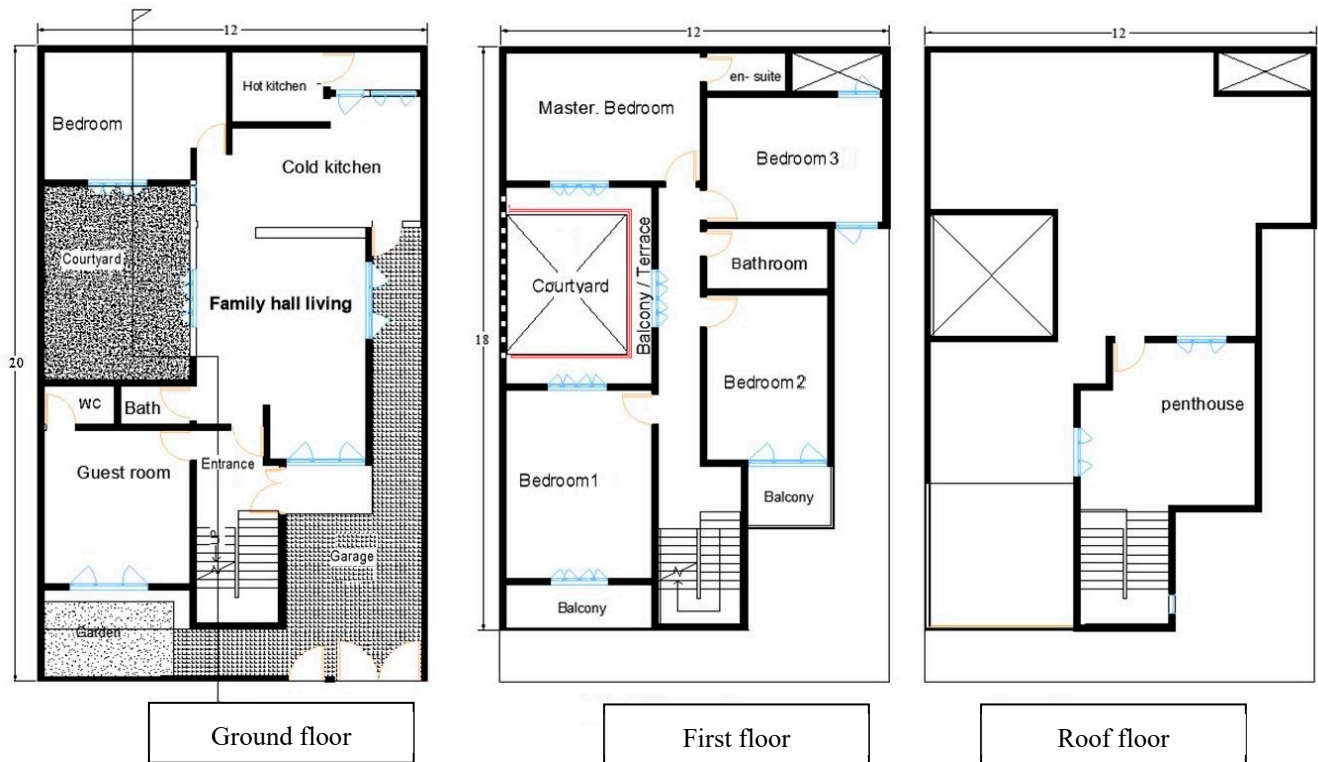 12
20
Bedroom
Hot kitchen
Cold kitchen
Courtyard
Family hall living
WC
Bath
Guest room
Entrance
Garage
Garden
Ground floor
12
18
Master. Bedroom
en- suite
Bedroom 3
Courtyard
Balcony / Terrace
Bathroom
Bedroom2
Bedroom1
Balcony
Balcony
First floor
12
penthouse
Roof floor